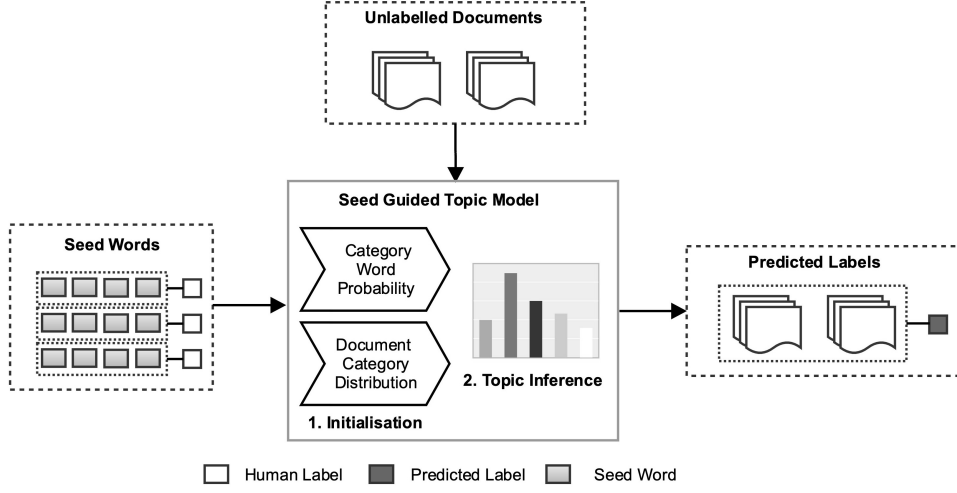 Unlabelled Documents
Seed Guided Topic Model
Seed Words
Category
Word
Probability
Document
Category
Distribution
1. Initialisation
2. Topic Inference
Predicted Labels
Human Label
Predicted Label
Seed Word